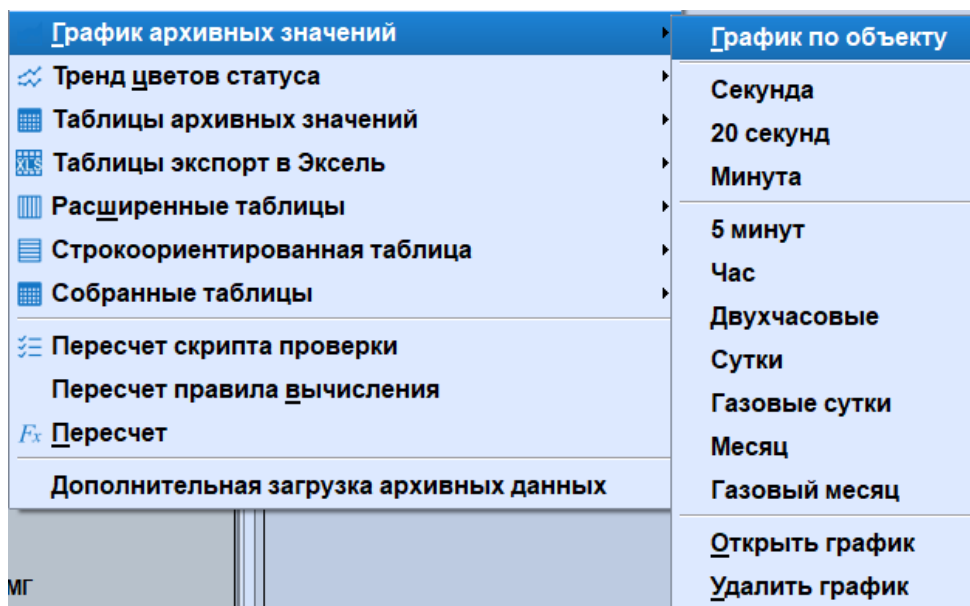 График архивных значений
Тренд цветов статуса
Таблицы архивных значений
XLS Таблицы экспорт в Эксель
Расширенные таблицы
Строкоориентированная таблица
Собранные таблицы
Пересчет скрипта проверки
Пересчет правила вычисления
Fx Пересчет
Дополнительная загрузка архивных данных
МГ
График по объекту
Секунда
20 секунд
Минута
5 минут
Час
Двухчасовые
Сутки
Газовые сутки
Месяц
Газовый месяц
Открыть график
Удалить график